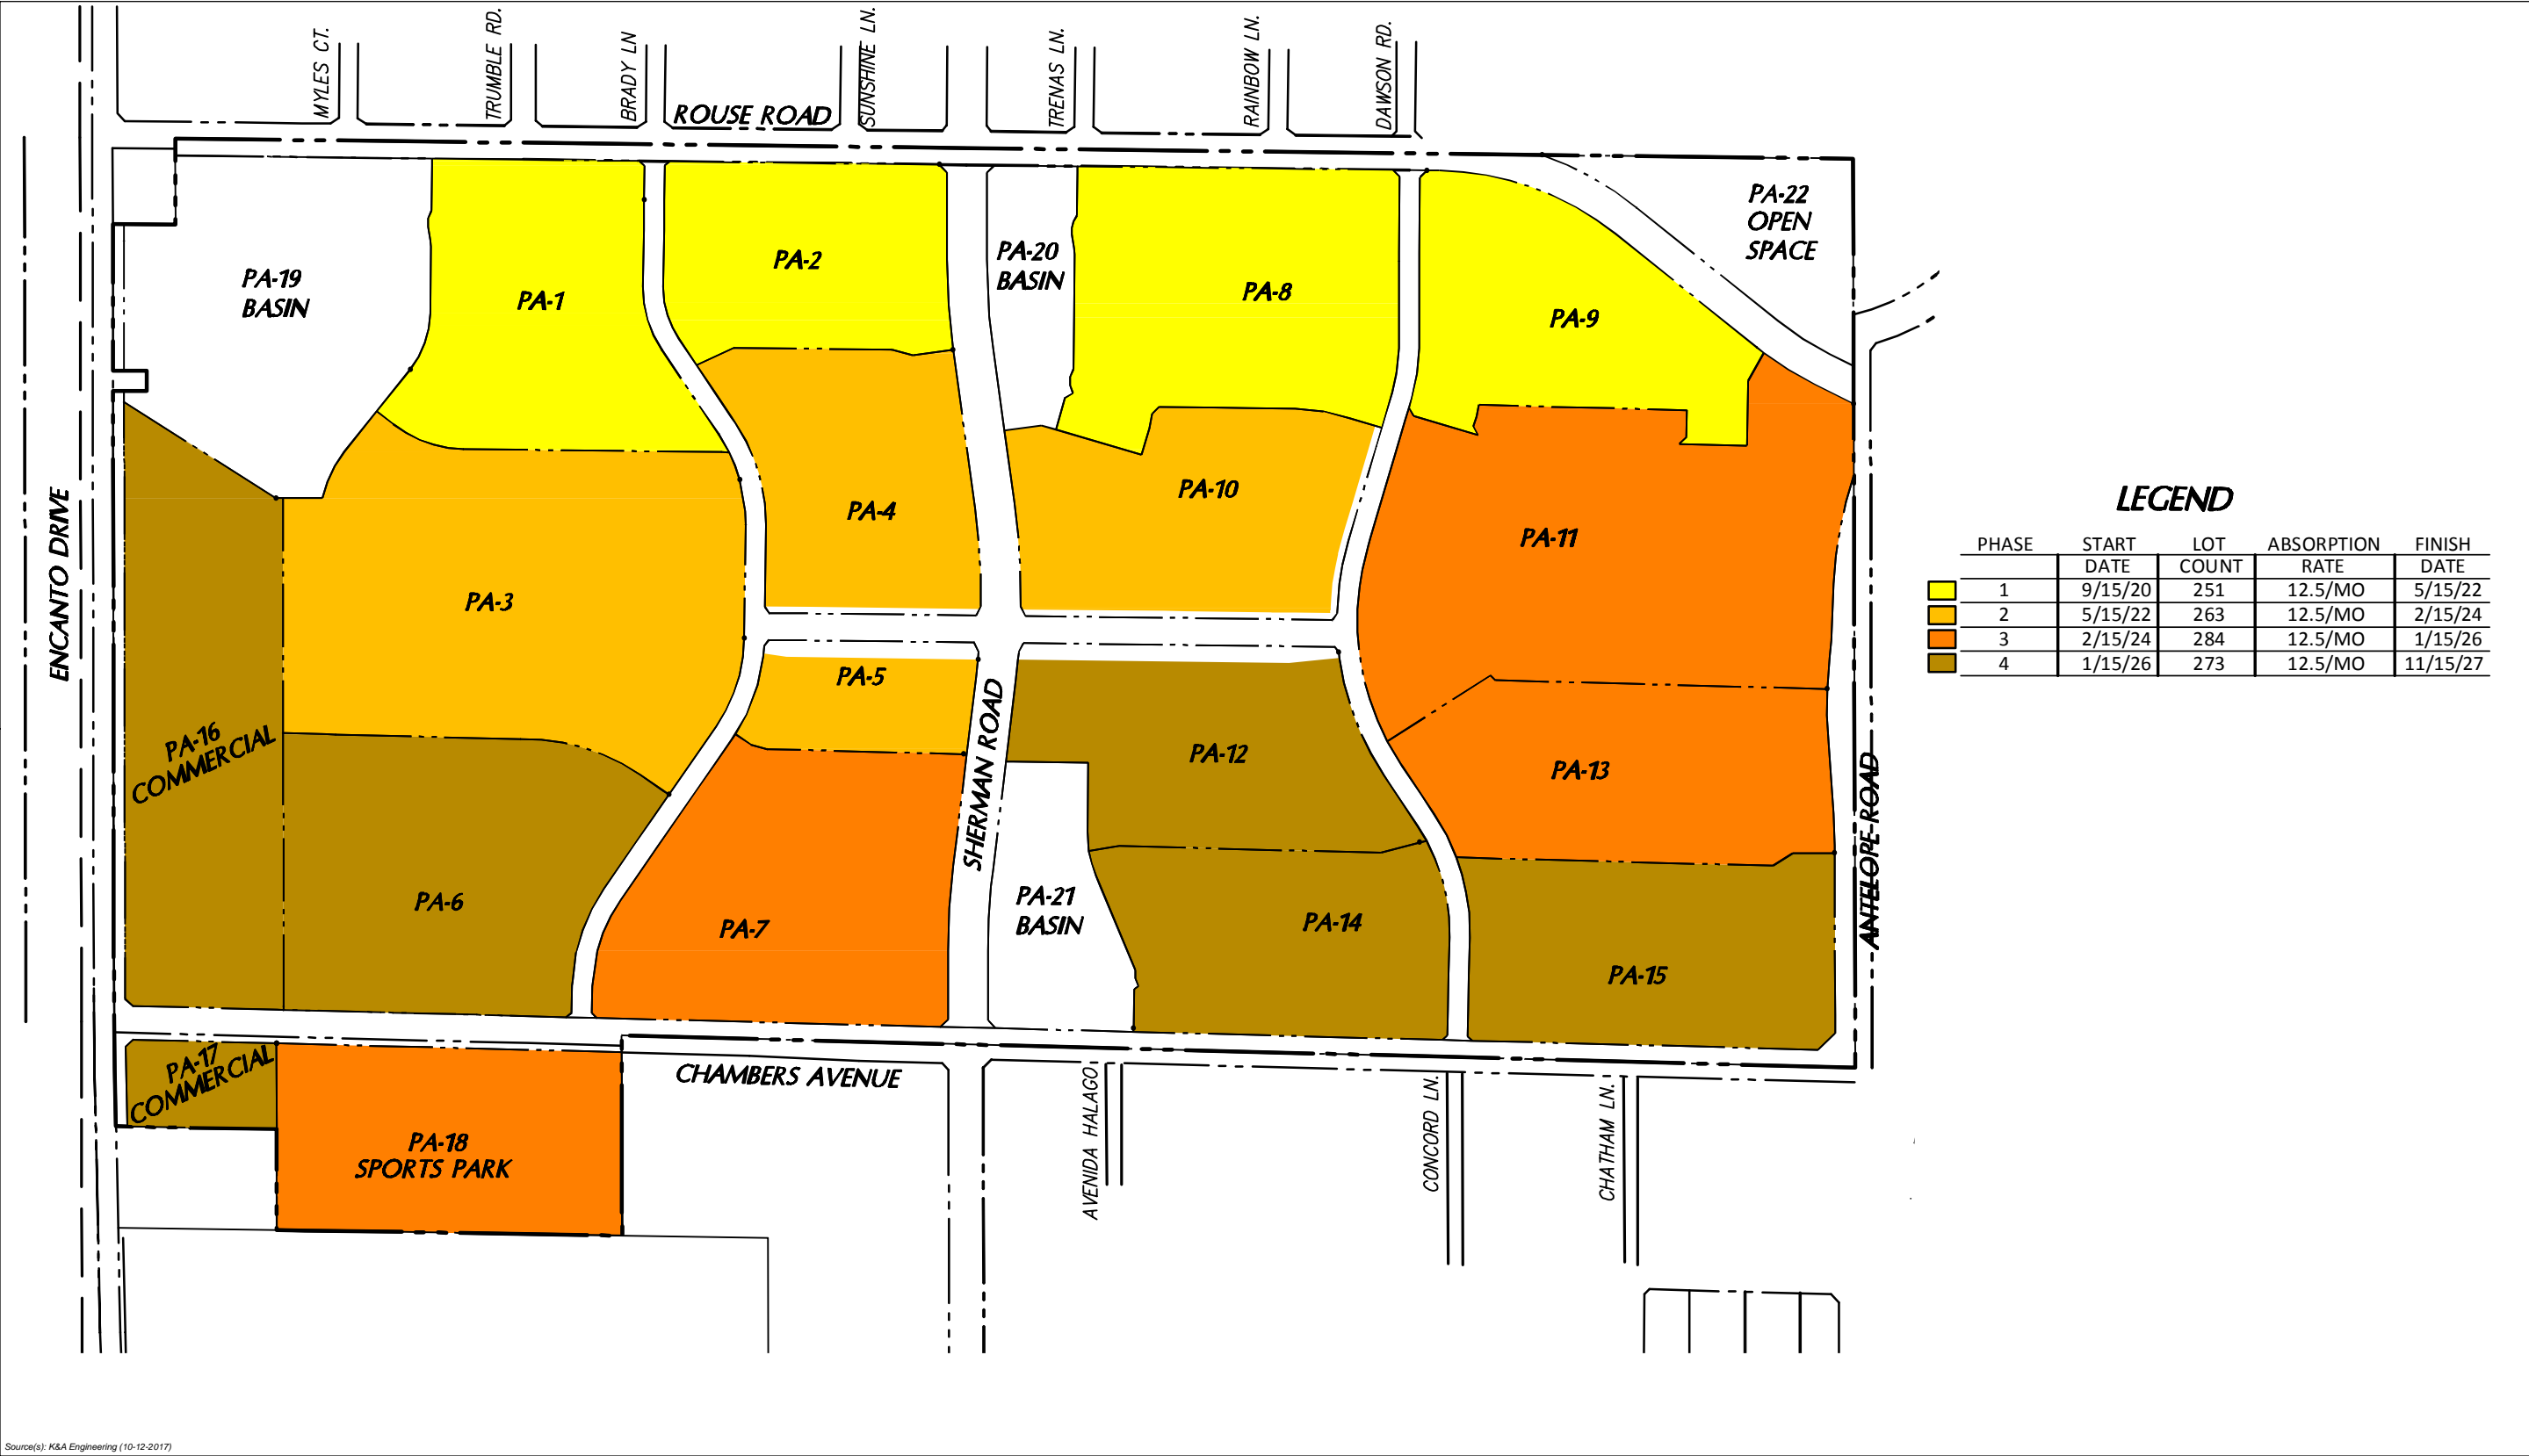 MYLES CT.
TRUMBLE RD.
BRADY LN
SUNSHINE LN.
TRENAS LN.
RAINBOW LN.
DAWSON RD.
ROUSE ROAD
PA-19
BASIN
PA-1
PA-2
PA-20
BASIN
PA-8
PA-9
PA-22
OPEN
SPACE
PA-3
PA-4
PA-10
PA-11
ENCANTO DRIVE
PA-5
SHERMAN ROAD
PA-16
COMMERCIAL
PA-12
PA-13
ANTELOPE ROAD
PA-6
PA-7
PA-21
BASIN
PA-14
PA-15
PA-17
COMMERCIAL
CHAMBERS AVENUE
PA-18
SPORTS PARK
AVENIDA HALAGO
CONCORD LN.
CHATHAM LN.
LEGEND
PHASE START LOT ABSORPTION FINISH
DATE COUNT RATE DATE
1 9/15/20 251 12.5/MO 5/15/22
2 5/15/22 263 12.5/MO 2/15/24
3 2/15/24 284 12.5/MO 1/15/26
4 1/15/26 273 12.5/MO 11/15/27
Source(s): K&A Engineering (10-12-2017)